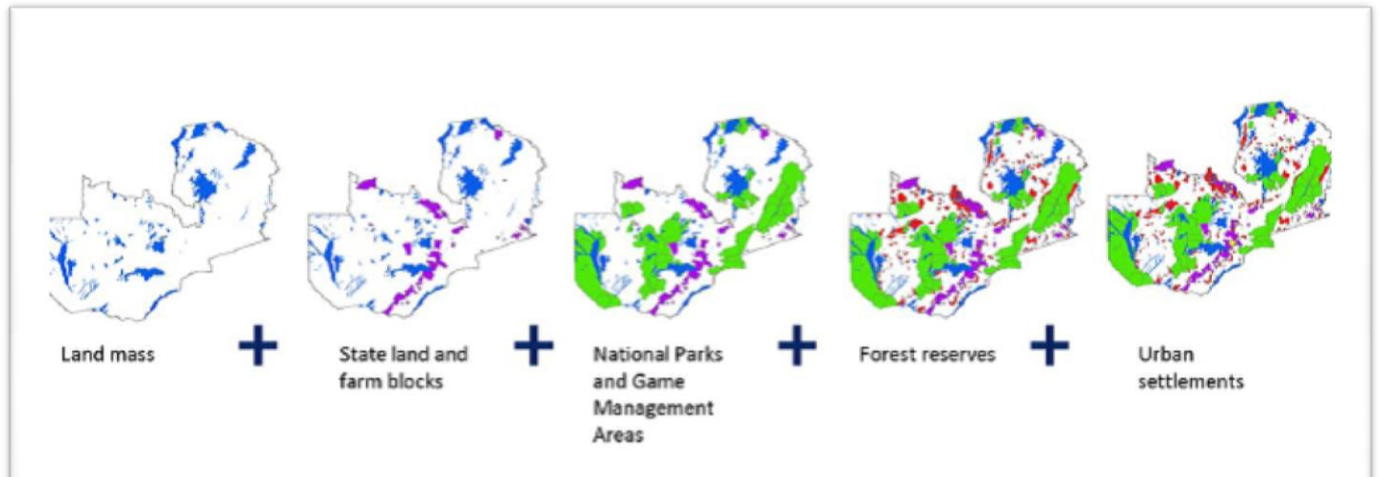 Land mass
State land and
farm blocks
National Parks
and Game
Management
Areas
Forest reserves
Urban
settlements